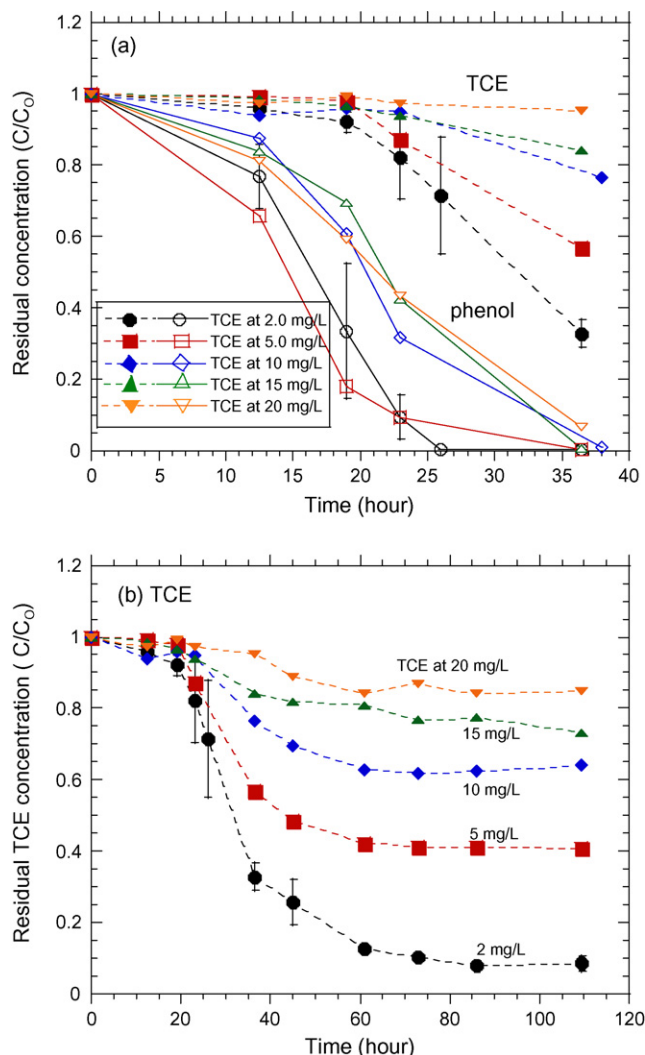 (a)
TCE
phenol
TCE at 2.0 mg/L
TCE at 5.0 mg/L
TCE at 10 mg/L
TCE at 15 mg/L
TCE at 20 mg/L
Residual concentration (C/C_O)
1.2
1
0.8
0.6
0.4
0.2
0
0 5 10 15 20 25 30 35 40
Time (hour)
(b) TCE
TCE at 20 mg/L
15 mg/L
10 mg/L
5 mg/L
2 mg/L
Residual TCE concentration ( C/C_O)
1.2
1
0.8
0.6
0.4
0.2
0
0 20 40 60 80 100 120
Time (hour)